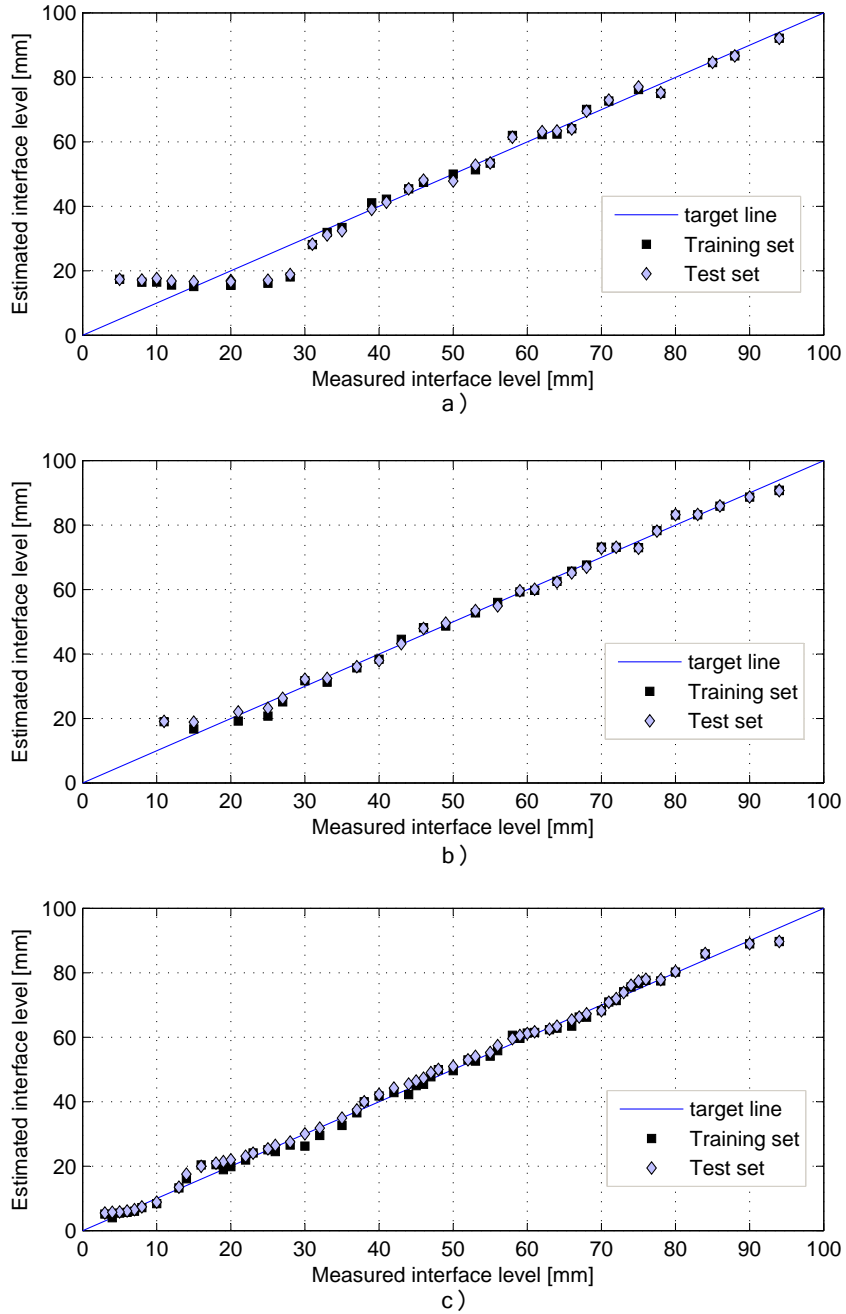 100
80
60
40
20
0
Estimated interface level [mm]
target line
Training set
Test set
0 10 20 30 40 50 60 70 80 90 100
Measured interface level [mm]
a)
100
80
60
40
20
0
Estimated interface level [mm]
target line
Training set
Test set
0 10 20 30 40 50 60 70 80 90 100
Measured interface level [mm]
b)
100
80
60
40
20
0
Estimated interface level [mm]
target line
Training set
Test set
0 10 20 30 40 50 60 70 80 90 100
Measured interface level [mm]
c)